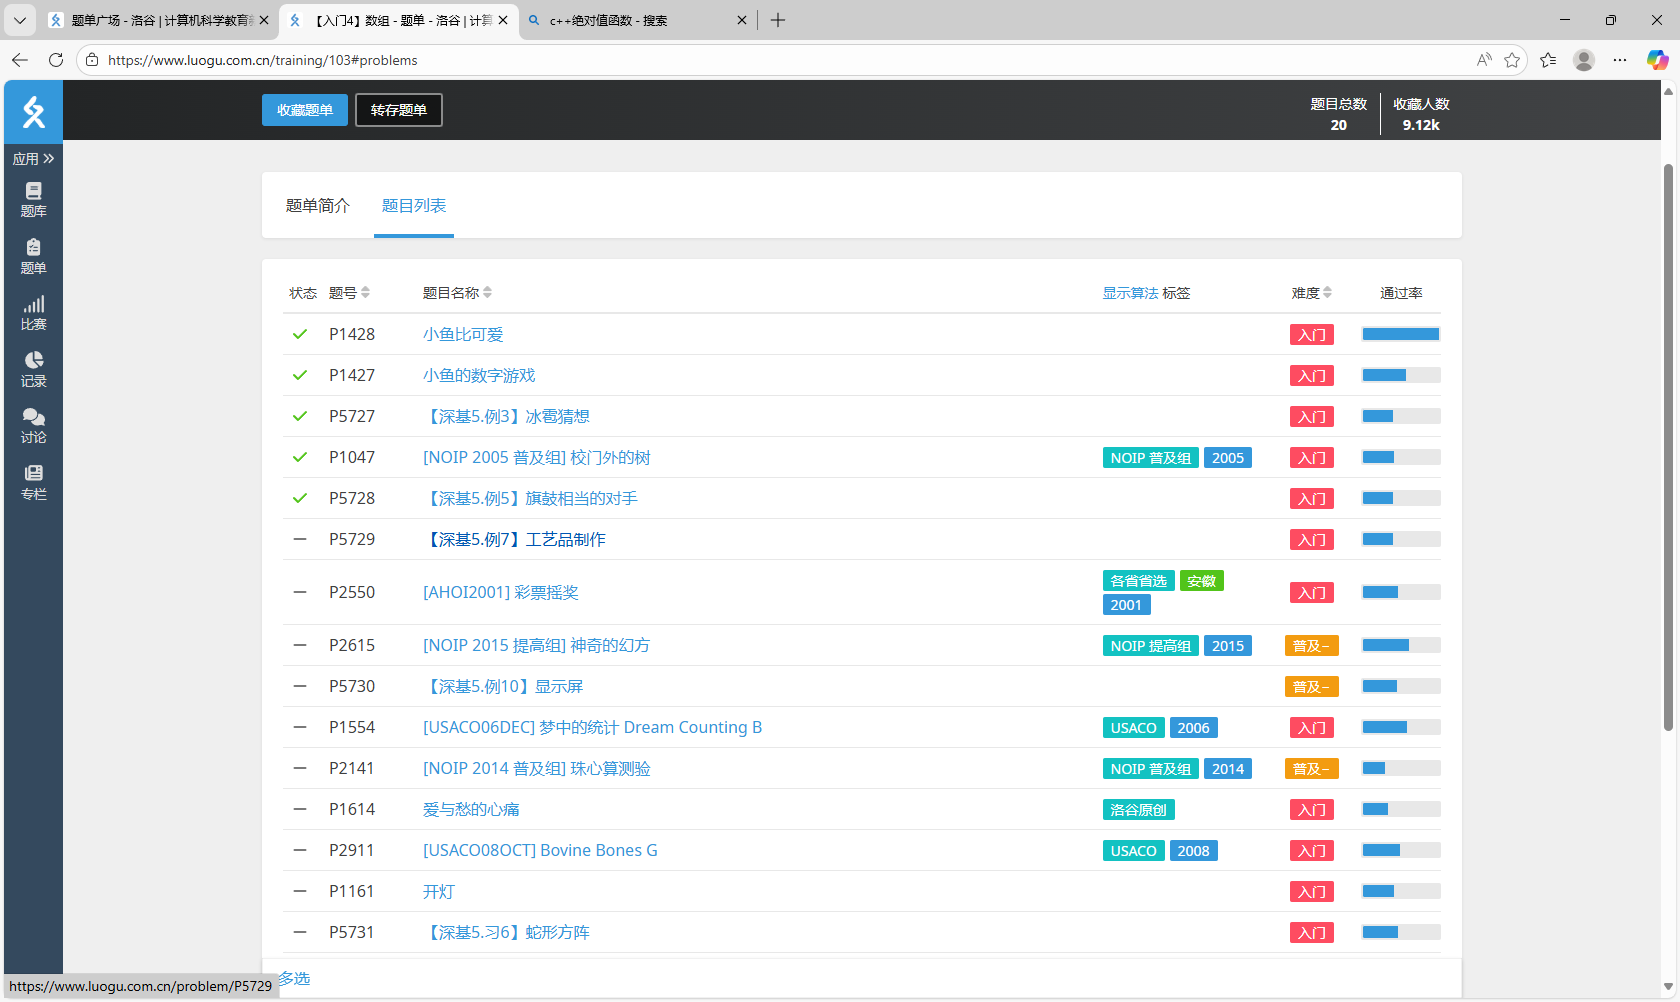 题单广场 - 洛谷 | 计算机科学教育
【入门4】数组 - 题单 - 洛谷 | 计算
c++绝对值函数 - 搜索
https://www.luogu.com.cn/training/103#problems
收藏题单 转存题单
题目总数 收藏人数
20 9.12k
应用
题库
题单
比赛
记录
讨论
专栏
题单简介 题目列表
状态 题号 题目名称 显示算法 标签 难度 通过率
P1428 小鱼比可爱 入门
P1427 小鱼的数字游戏 入门
P5727 【深基5.例3】冰雹猜想 入门
P1047 [NOIP 2005 普及组] 校门外的树 NOIP 普及组 2005 入门
P5728 【深基5.例5】旗鼓相当的对手 入门
P5729 【深基5.例7】工艺品制作 入门
P2550 [AHOI2001] 彩票摇奖 各省省选 安徽 2001 入门
P2615 [NOIP 2015 提高组] 神奇的幻方 NOIP 提高组 2015 普及−
P5730 【深基5.例10】显示屏 普及−
P1554 [USACO06DEC] 梦中的统计 Dream Counting B USACO 2006 入门
P2141 [NOIP 2014 普及组] 珠心算测验 NOIP 普及组 2014 普及−
P1614 爱与愁的心痛 洛谷原创 入门
P2911 [USACO08OCT] Bovine Bones G USACO 2008 入门
P1161 开灯 入门
P5731 【深基5.习6】蛇形方阵 入门
多选
https://www.luogu.com.cn/problem/P5729